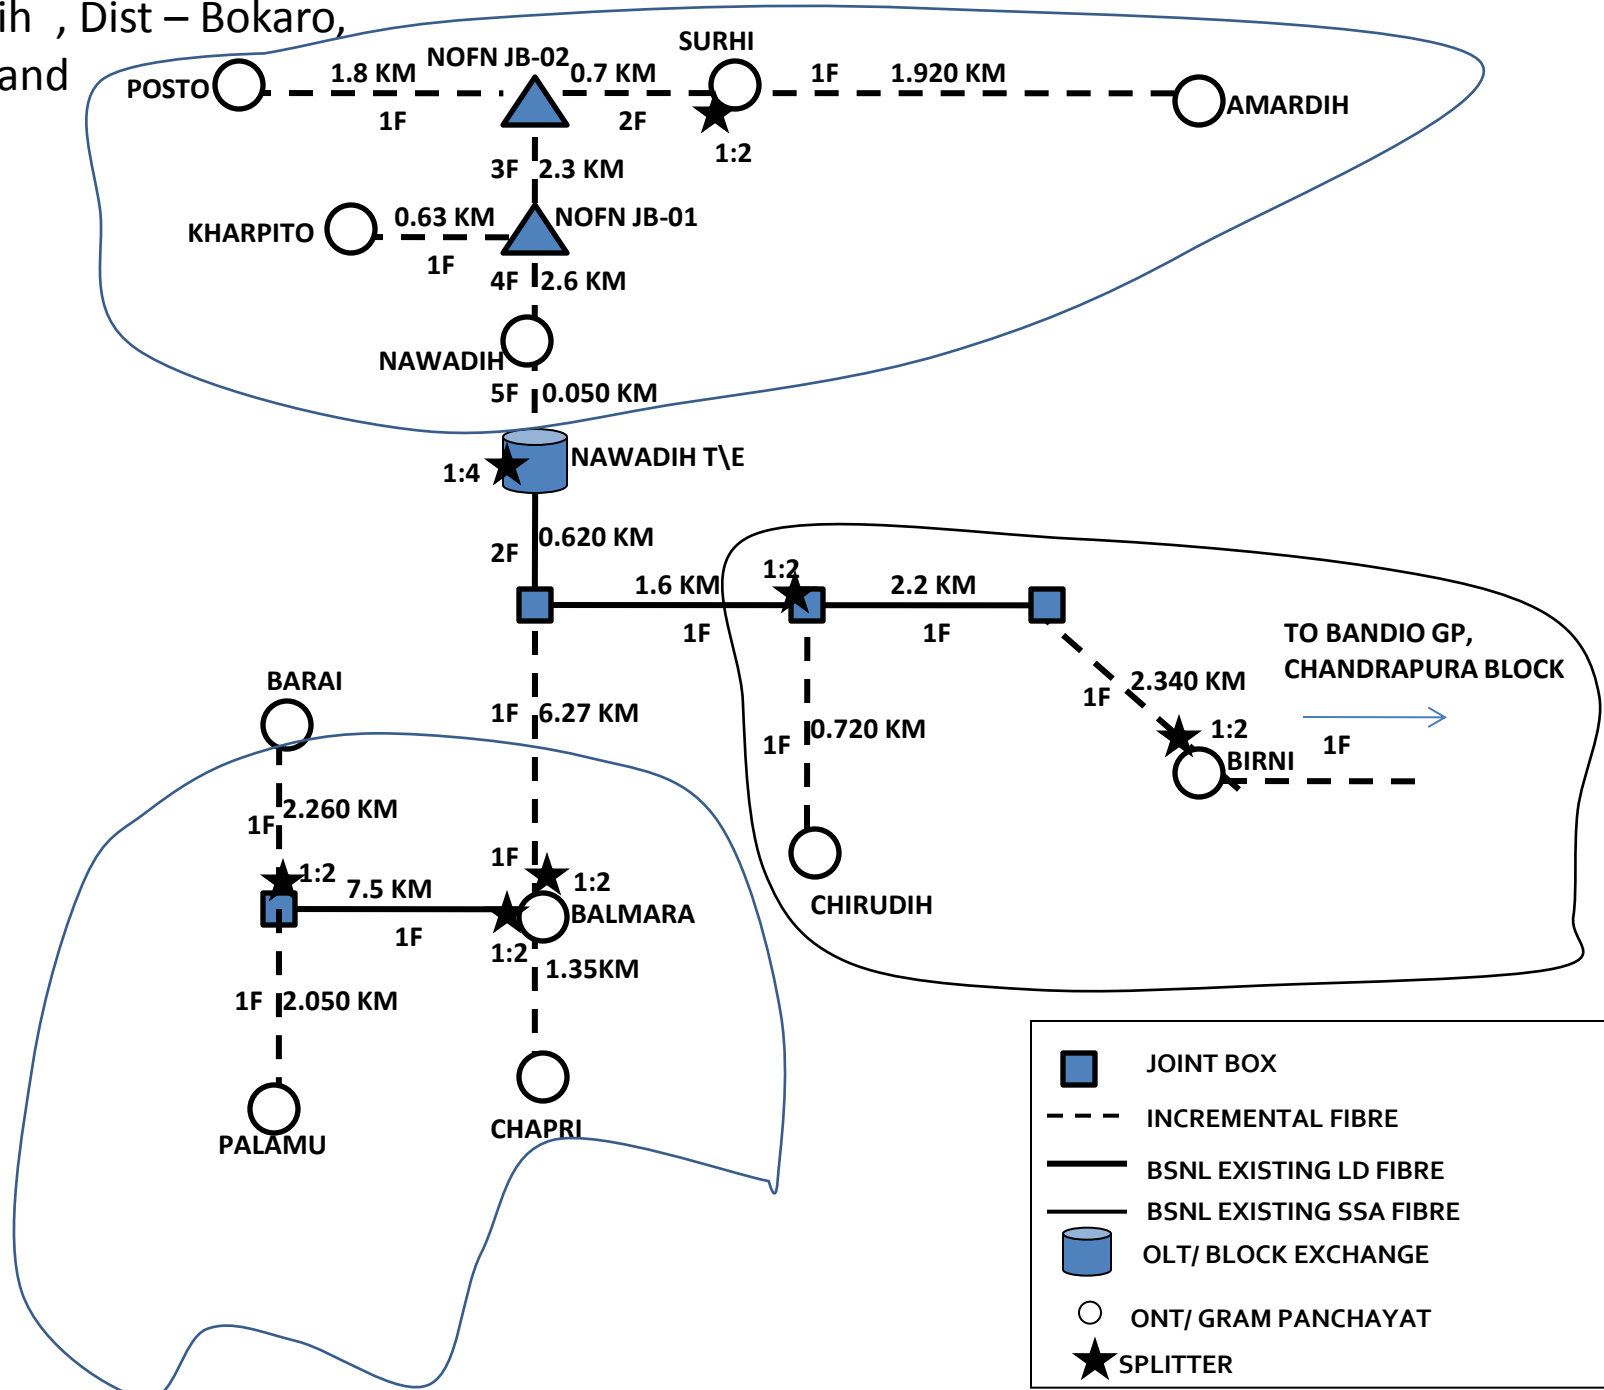 ih , Dist – Bokaro,
and
NOFN JB-02
SURHI
POSTO
1.8 KM
0.7 KM
1F
1.920 KM
AMARDIH
1F
2F
1:2
3F
2.3 KM
KHARPITO
0.63 KM
NOFN JB-01
1F
4F
2.6 KM
NAWADIH
5F
0.050 KM
1:4
NAWADIH T\E
2F
0.620 KM
1.6 KM
1:2
2.2 KM
1F
1F
TO BANDIO GP,
CHANDRAPURA BLOCK
BARAI
1F
6.27 KM
1F
0.720 KM
1F
2.340 KM
1:2
1F
BIRNI
1F
2.260 KM
1:2
7.5 KM
1F
1:2
BALMARA
CHIRUDIH
1F
1:2
1.35KM
1F
2.050 KM
PALAMU
CHAPRI
JOINT BOX
INCREMENTAL FIBRE
BSNL EXISTING LD FIBRE
BSNL EXISTING SSA FIBRE
OLT/ BLOCK EXCHANGE
ONT/ GRAM PANCHAYAT
SPLITTER